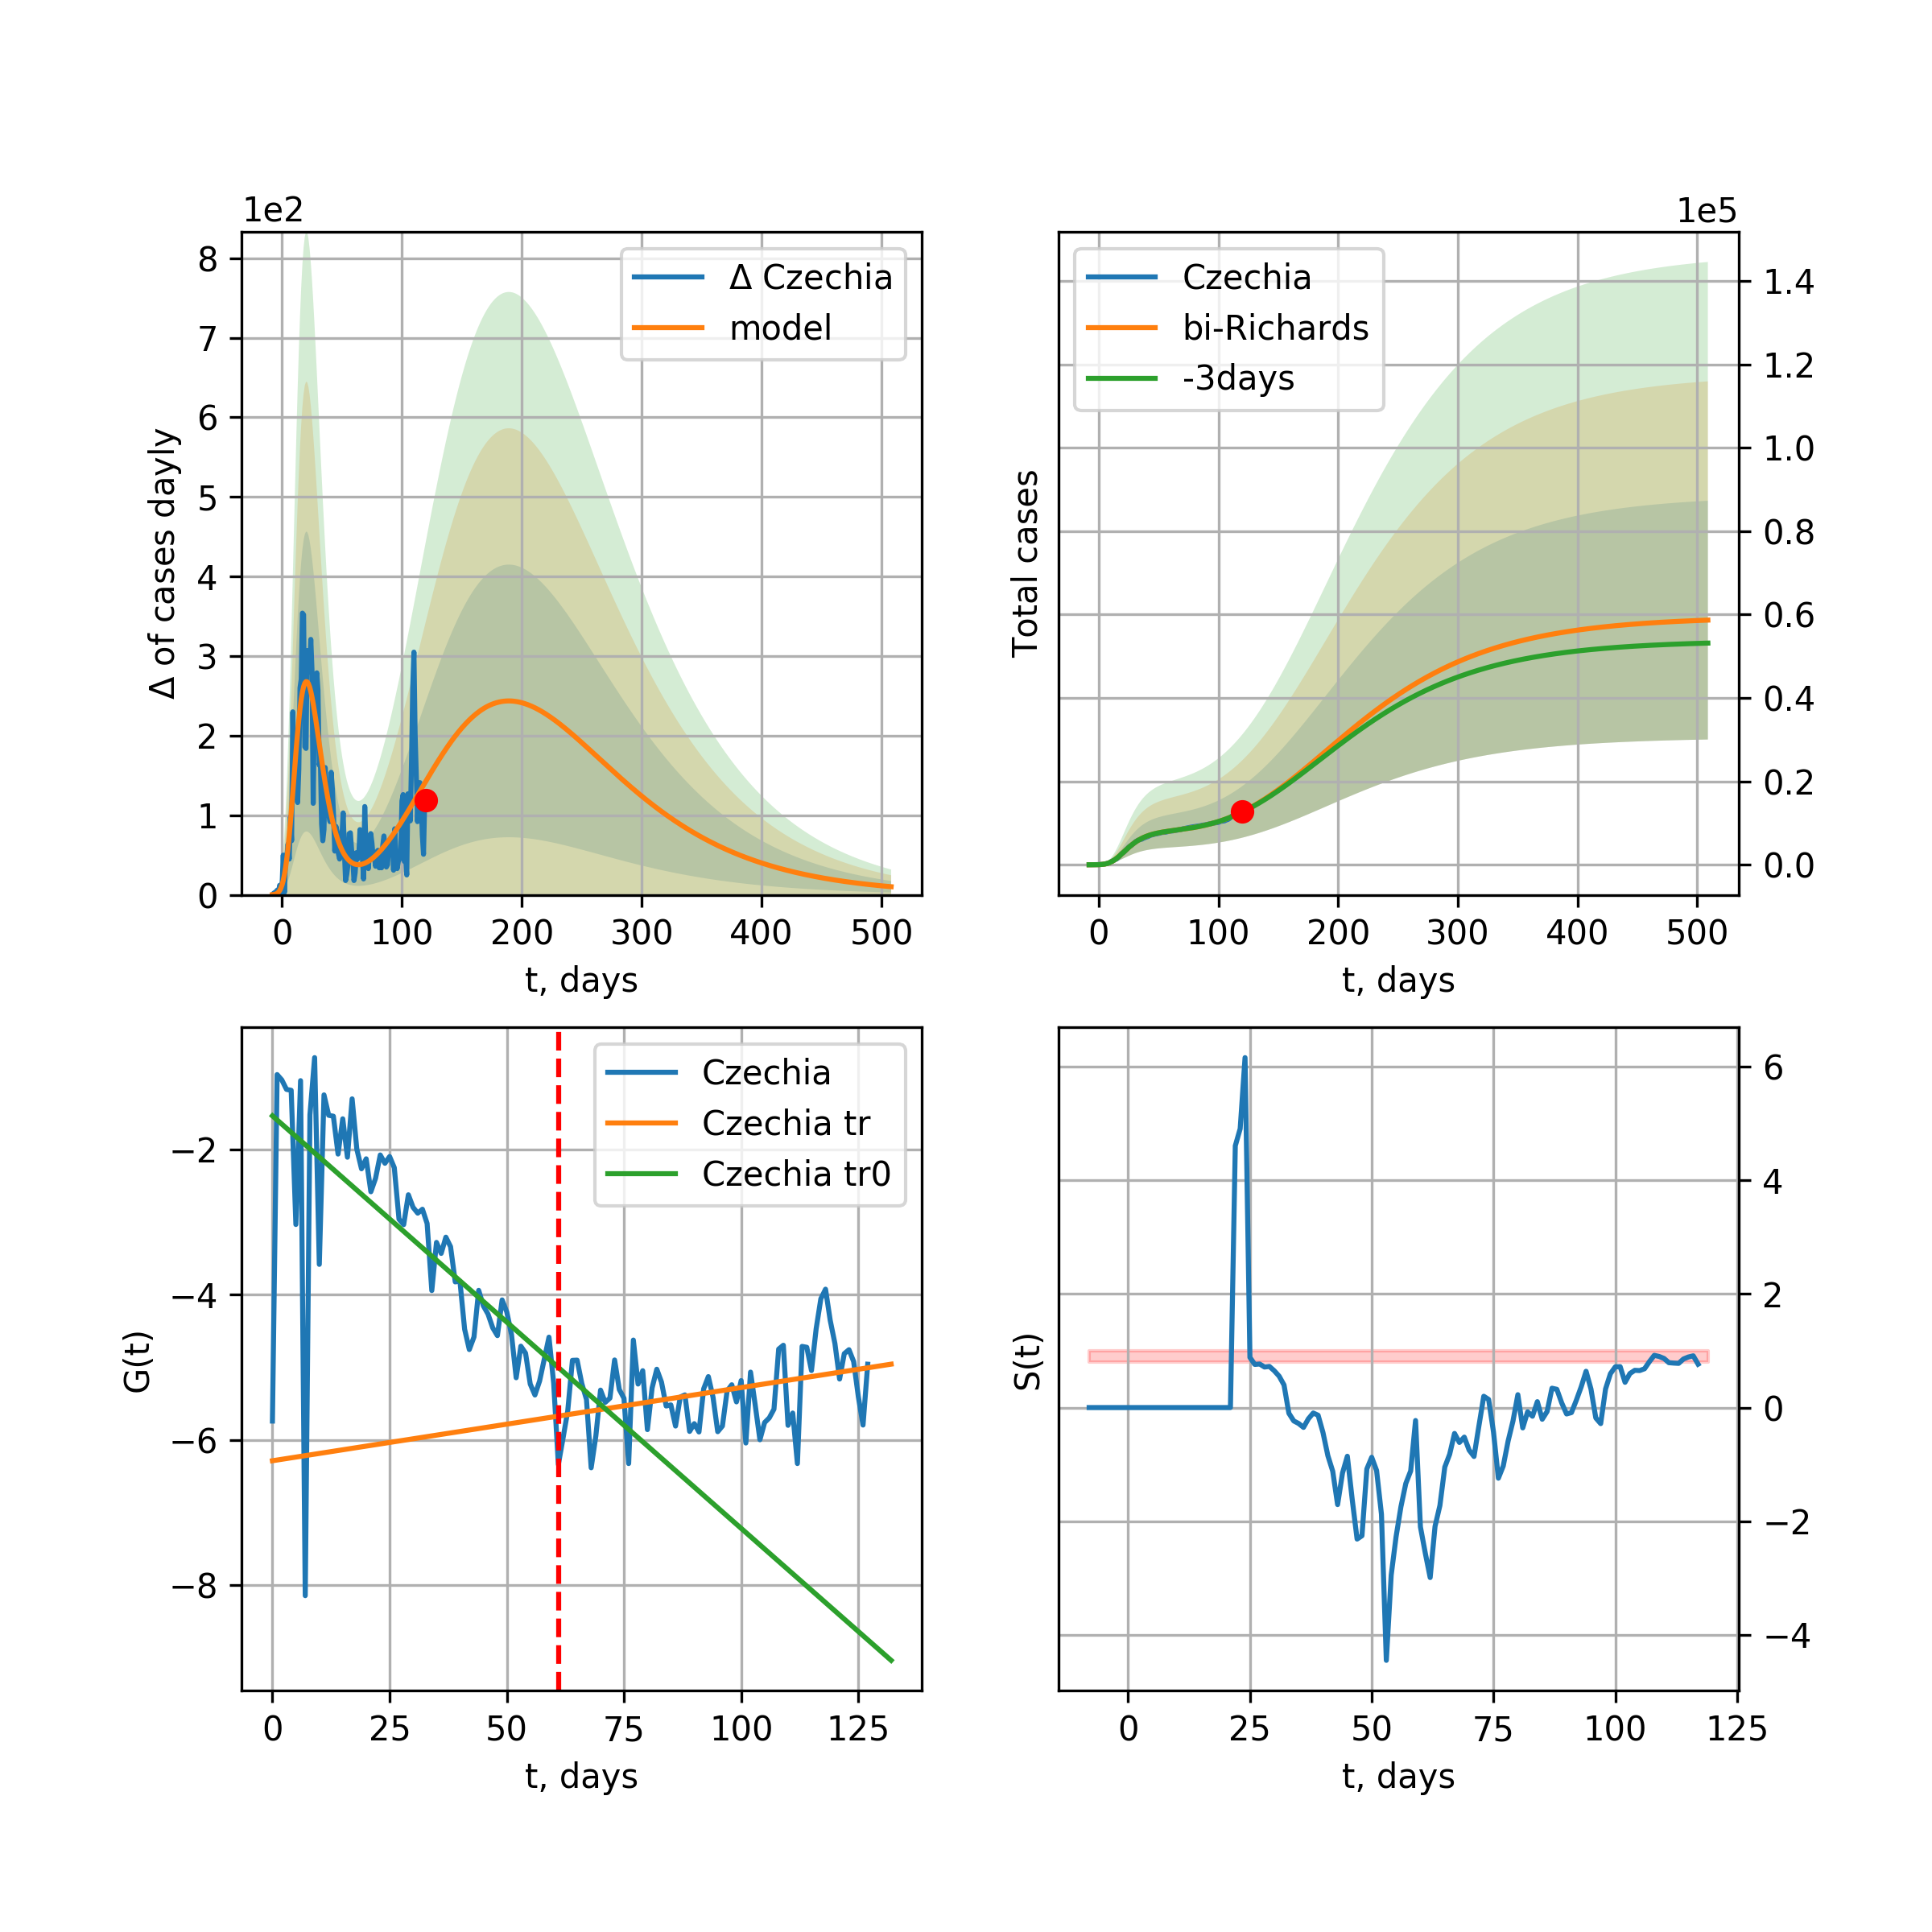 1e2
8
7
6
5
4
3
2
1
0
Δ of cases dayly
Δ Czechia
model
0 100 200 300 400 500
t, days
1e5
Czechia
bi-Richards
-3days
Total cases
1.4
1.2
1.0
0.8
0.6
0.4
0.2
0.0
0 100 200 300 400 500
t, days
G(t)
−2
−4
−6
−8
Czechia
Czechia tr
Czechia tr0
0 25 50 75 100 125
t, days
S(t)
6
4
2
0
−2
−4
0 25 50 75 100 125
t, days